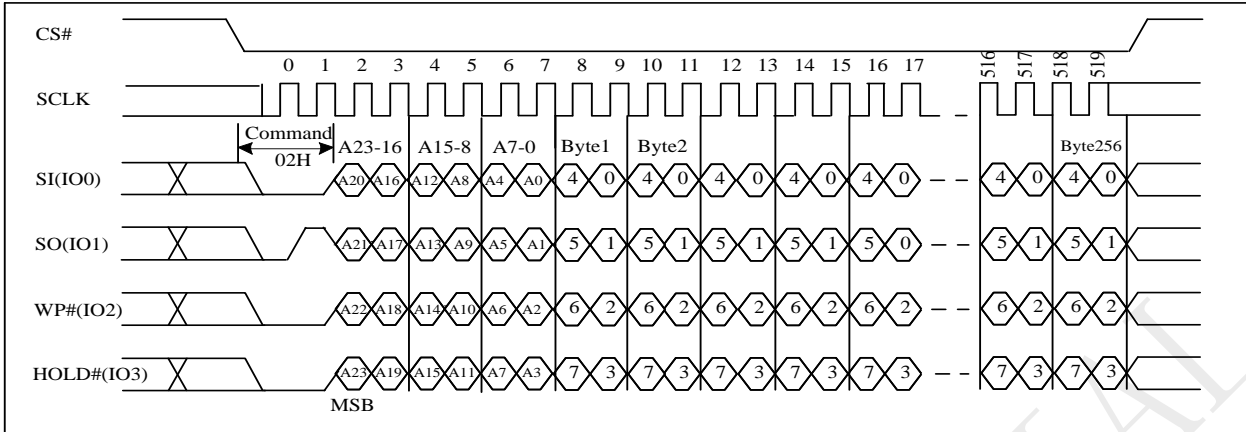 CS#
0 1 2 3 4 5 6 7 8 9 10 11 12 13 14 15 16 17 516 517 518 519
SCLK
Command
02H
A23-16 A15-8 A7-0 Byte1 Byte2 Byte256
SI(IO0) A20 A16 A12 A8 A4 A0 4 0 4 0 4 0 4 0 4 0 4 0 4 0
SO(IO1) A21 A17 A13 A9 A5 A1 5 1 5 1 5 1 5 1 5 0 5 1 5 1
WP#(IO2) A22 A18 A14 A10 A6 A2 6 2 6 2 6 2 6 2 6 2 6 2 6 2
HOLD#(IO3) A23 A19 A15 A11 A7 A3 7 3 7 3 7 3 7 3 7 3 7 3 7 3
MSB